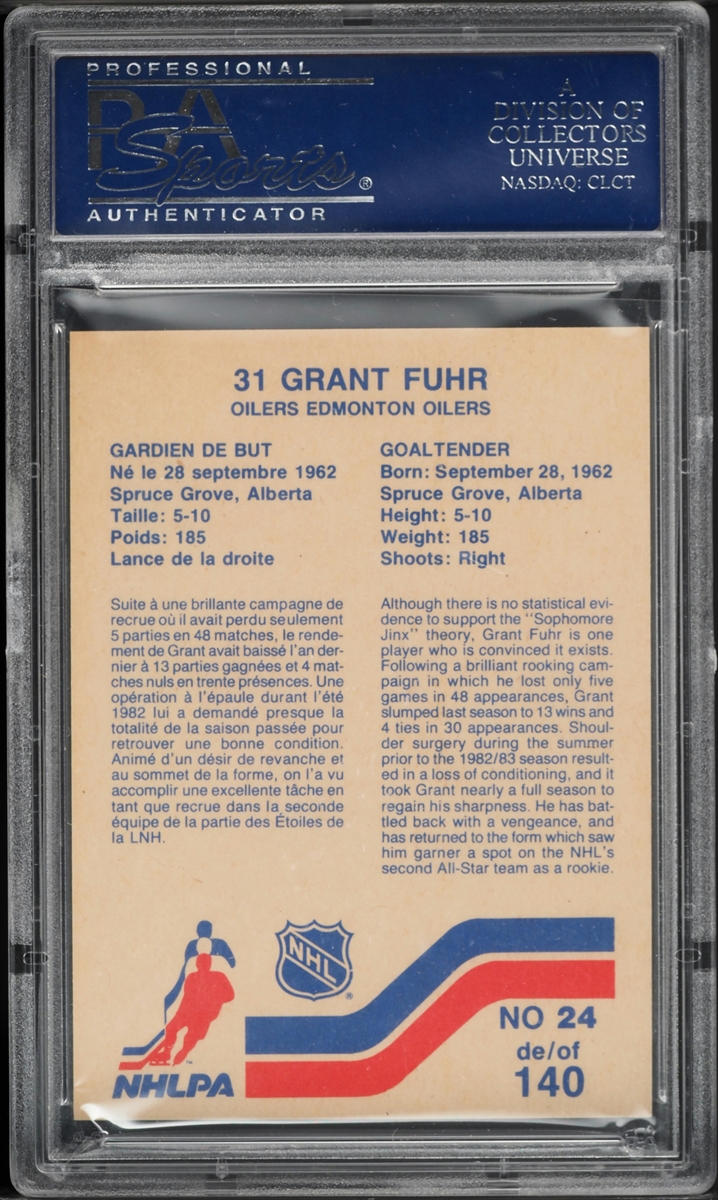 PROFESSIONAL
PSA
Sports®
AUTHENTICATOR
A
DIVISION OF
COLLECTORS
UNIVERSE
NASDAQ: CLCT
31 GRANT FUHR
OILERS EDMONTON OILERS
GARDIEN DE BUT
Né le 28 septembre 1962
Spruce Grove, Alberta
Taille: 5-10
Poids: 185
Lance de la droite
GOALTENDER
Born: September 28, 1962
Spruce Grove, Alberta
Height: 5-10
Weight: 185
Shoots: Right
Suite à une brillante campagne de
recrue où il avait perdu seulement
5 parties en 48 matches, le rende-
ment de Grant avait baissé l'an der-
nier à 13 parties gagnées et 4 mat-
ches nuls en trente présences. Une
opération à l'épaule durant l'été
1982 lui a demandé presque la
totalité de la saison passée pour
retrouver une bonne condition.
Animé d'un désir de revanche et
au sommet de la forme, on l'a vu
accomplir une excellente tâche en
tant que recrue dans la seconde
équipe de la partie des Étoiles de
la LNH.
Although there is no statistical evi-
dence to support the "Sophomore
Jinx" theory, Grant Fuhr is one
player who is convinced it exists.
Following a brilliant rooking cam-
paign in which he lost only five
games in 48 appearances, Grant
slumped last season to 13 wins and
4 ties in 30 appearances. Shoul-
der surgery during the summer
prior to the 1982/83 season result-
ed in a loss of conditioning, and it
took Grant nearly a full season to
regain his sharpness. He has bat-
tled back with a vengeance, and
has returned to the form which saw
him garner a spot on the NHL's
second All-Star team as a rookie.
NHL®
NHLPA
NO 24
de/of
140